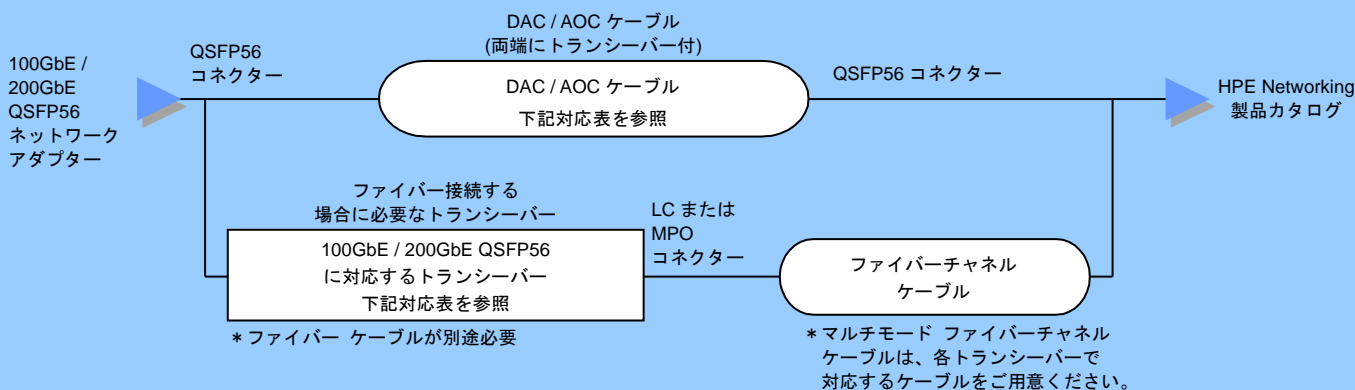 100GbE /
200GbE
QSFP56
ネットワーク
アダプター
QSFP56
コネクター
DAC / AOC ケーブル
(両端にトランシーバー付)
DAC / AOC ケーブル
下記対応表を参照
QSFP56 コネクター
HPE Networking
製品カタログ
ファイバー接続する
場合に必要なトランシーバー
100GbE / 200GbE QSFP56
に対応するトランシーバー
下記対応表を参照
* ファイバー ケーブルが別途必要
LC または
MPO
コネクター
ファイバーチャネル
ケーブル
* マルチモード ファイバーチャネル
ケーブルは、各トランシーバーで
対応するケーブルをご用意ください。